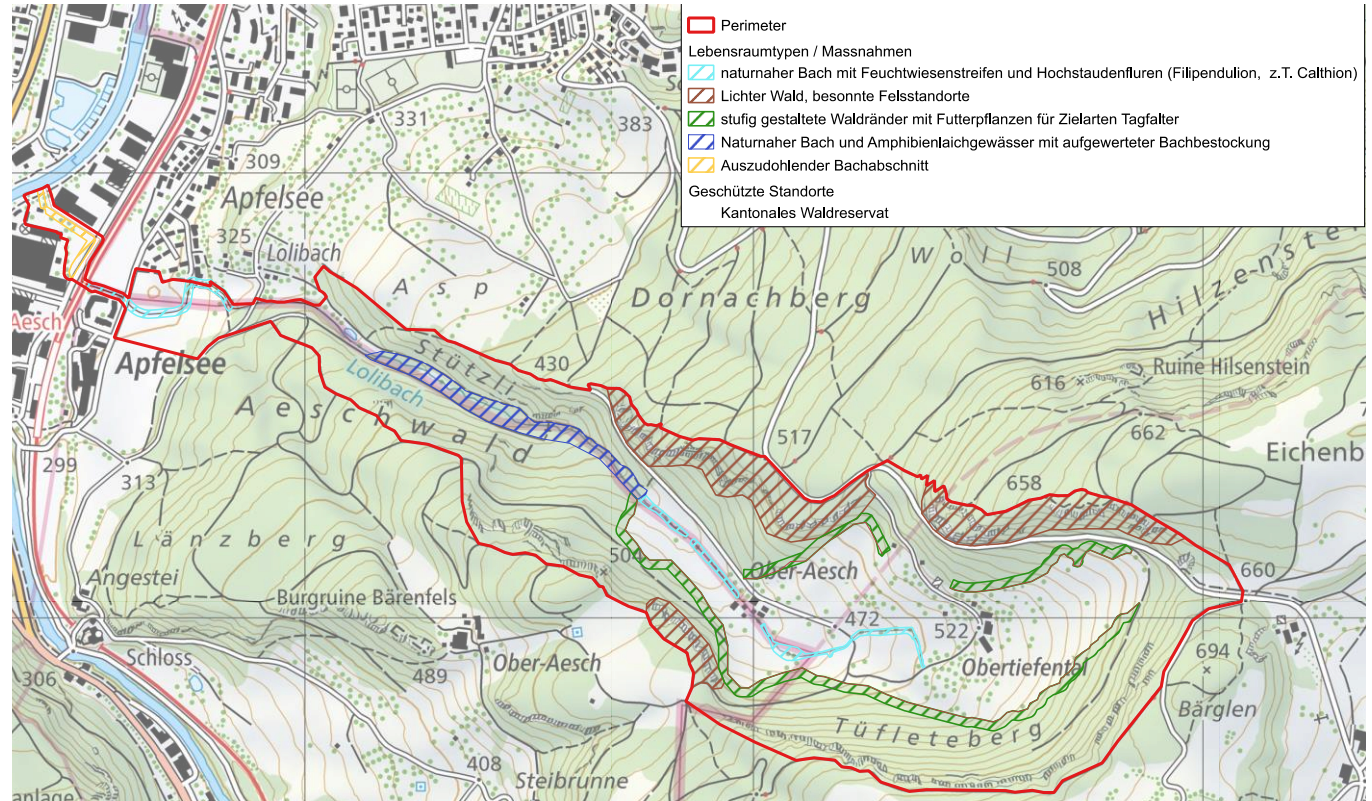 Perimeter
Lebensraumtypen / Massnahmen
naturnaher Bach mit Feuchtwiesenstreifen und Hochstaudenfluren (Filipendulion, z.T. Calthion)
Lichter Wald, besonnte Felsstandorte
stufig gestaltete Waldränder mit Futterpflanzen für Zielarten Tagfalter
Naturnaher Bach und Amphibienlaichgewässer mit aufgewerteter Bachbestockung
Auszudohlender Bachabschnitt
Geschützte Standorte
Kantonales Waldreservat
331
383
309
Apfelsee
325
Lolibach
Asp
Woll
508
Dornachberg
Hilzenstei
Aesch
Apfelsee
Stützli
430
Lolibach
616
Ruine Hilsenstein
Aeschwald
517
662
Eichenb
299
313
658
Länzberg
504
Ober-Aesch
660
Angestei
Burgruine Bärenfels
472
522
Schloss
Ober-Aesch
Obertiefental
694
306
489
Bärglen
Tüfleteberg
408
Steibrunne
anlage